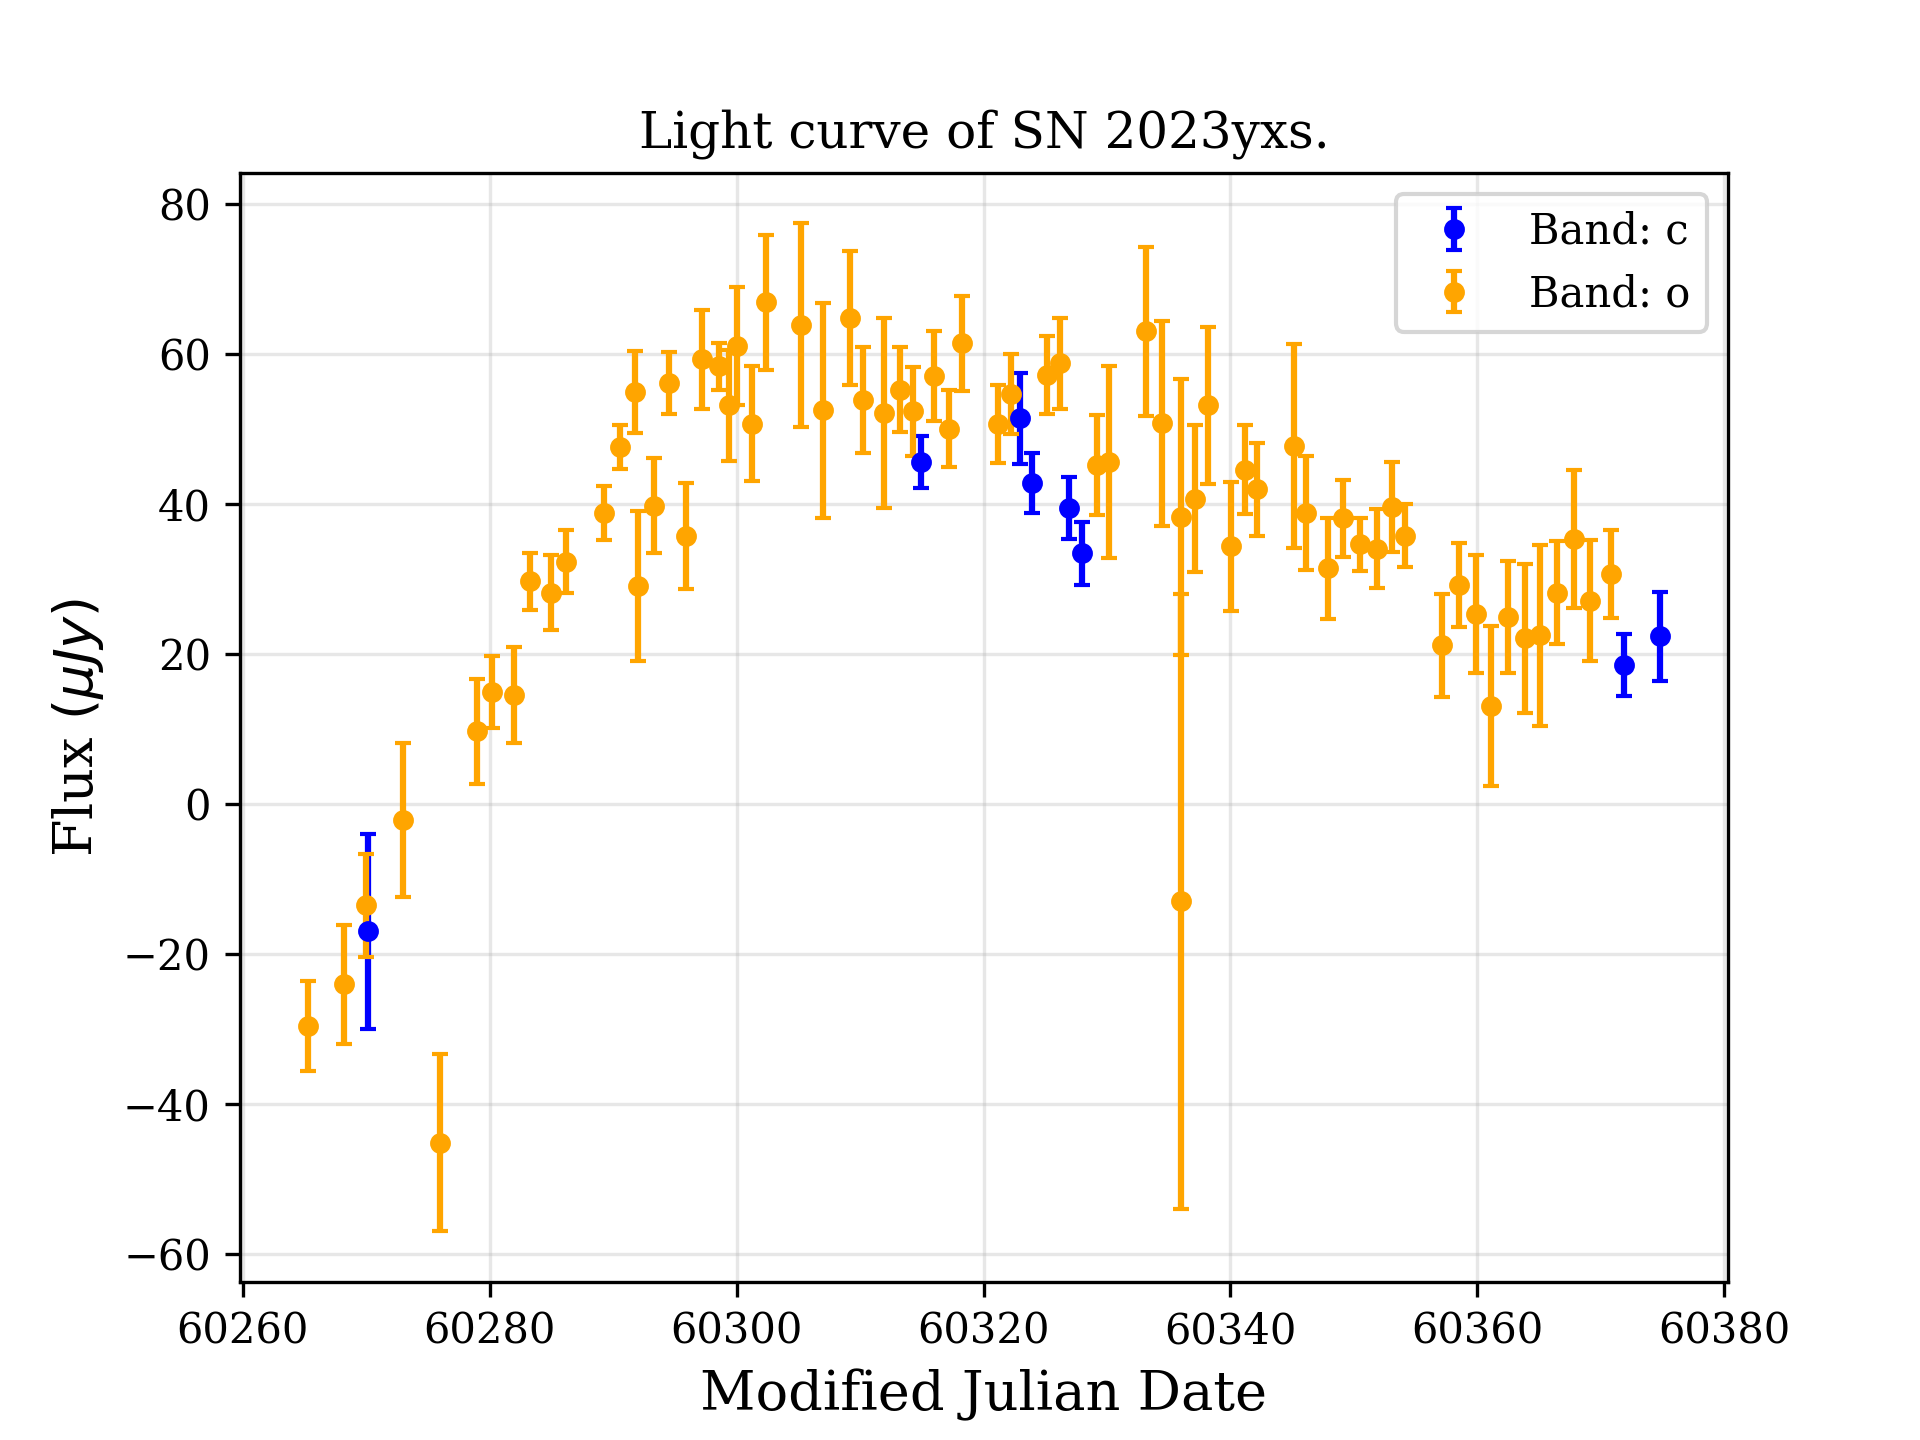 Light curve of SN 2023yxs.
Band: c
Band: o
80
60
40
20
0
−20
−40
−60
Flux (μJy)
60260 60280 60300 60320 60340 60360 60380
Modified Julian Date